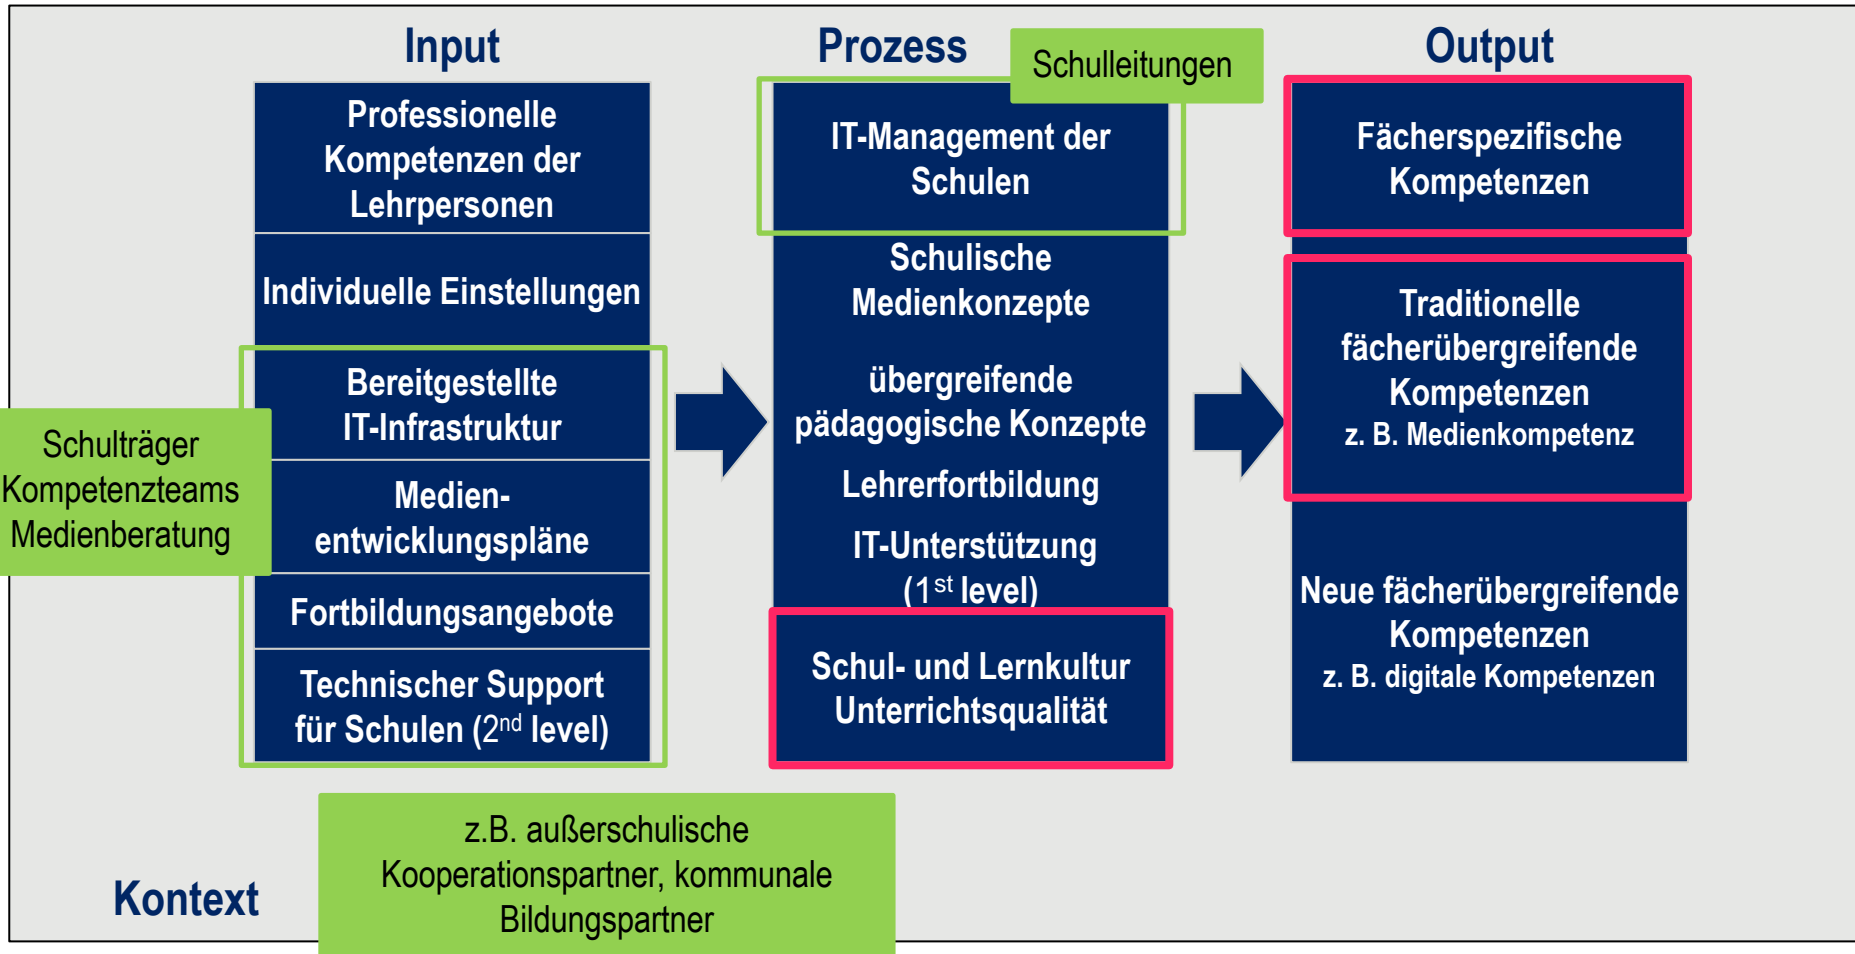 Input
Professionelle
Kompetenzen der
Lehrpersonen
Individuelle Einstellungen
Bereitgestellte
IT-Infrastruktur
Medien-
entwicklungspläne
Fortbildungsangebote
Technischer Support
für Schulen (2nd level)
Schulträger
Kompetenzteams
Medienberatung
Prozess
Schulleitungen
IT-Management der
Schulen
Schulische
Medienkonzepte
übergreifende
pädagogische Konzepte
Lehrerfortbildung
IT-Unterstützung
(1st level)
Schul- und Lernkultur
Unterrichtsqualität
Output
Fächerspezifische
Kompetenzen
Traditionelle
fächerübergreifende
Kompetenzen
z. B. Medienkompetenz
Neue fächerübergreifende
Kompetenzen
z. B. digitale Kompetenzen
Kontext
z.B. außerschulische
Kooperationspartner, kommunale
Bildungspartner